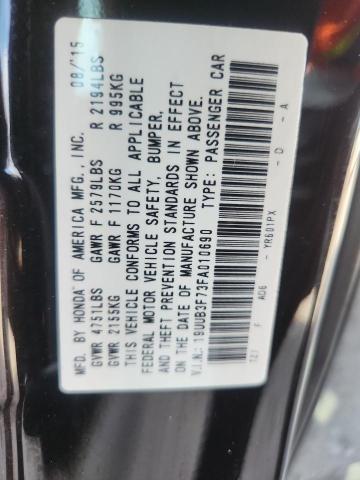 MFD. BY HONDA OF AMERICA MFG., INC. 08/'15
GVWR 4751LBS GAWR F 2579LBS R 2194LBS
GVWR 2155KG GAWR F 1170KG R 995KG
THIS VEHICLE CONFORMS TO ALL APPLICABLE
FEDERAL MOTOR VEHICLE SAFETY, BUMPER,
AND THEFT PREVENTION STANDARDS IN EFFECT
ON THE DATE OF MANUFACTURE SHOWN ABOVE.
V.I.N.: 19UUB3F73FA010690 TYPE: PASSENGER CAR
121 F AD6 - YR601PX - D - A